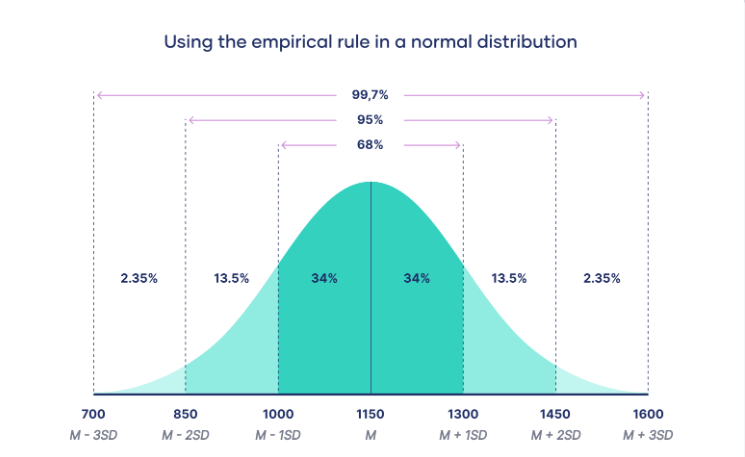 Using the empirical rule in a normal distribution
99,7%
95%
68%
2.35% 13.5% 34% 34% 13.5% 2.35%
700 850 1000 1150 1300 1450 1600
M - 3SD M - 2SD M - 1SD M M + 1SD M + 2SD M + 3SD